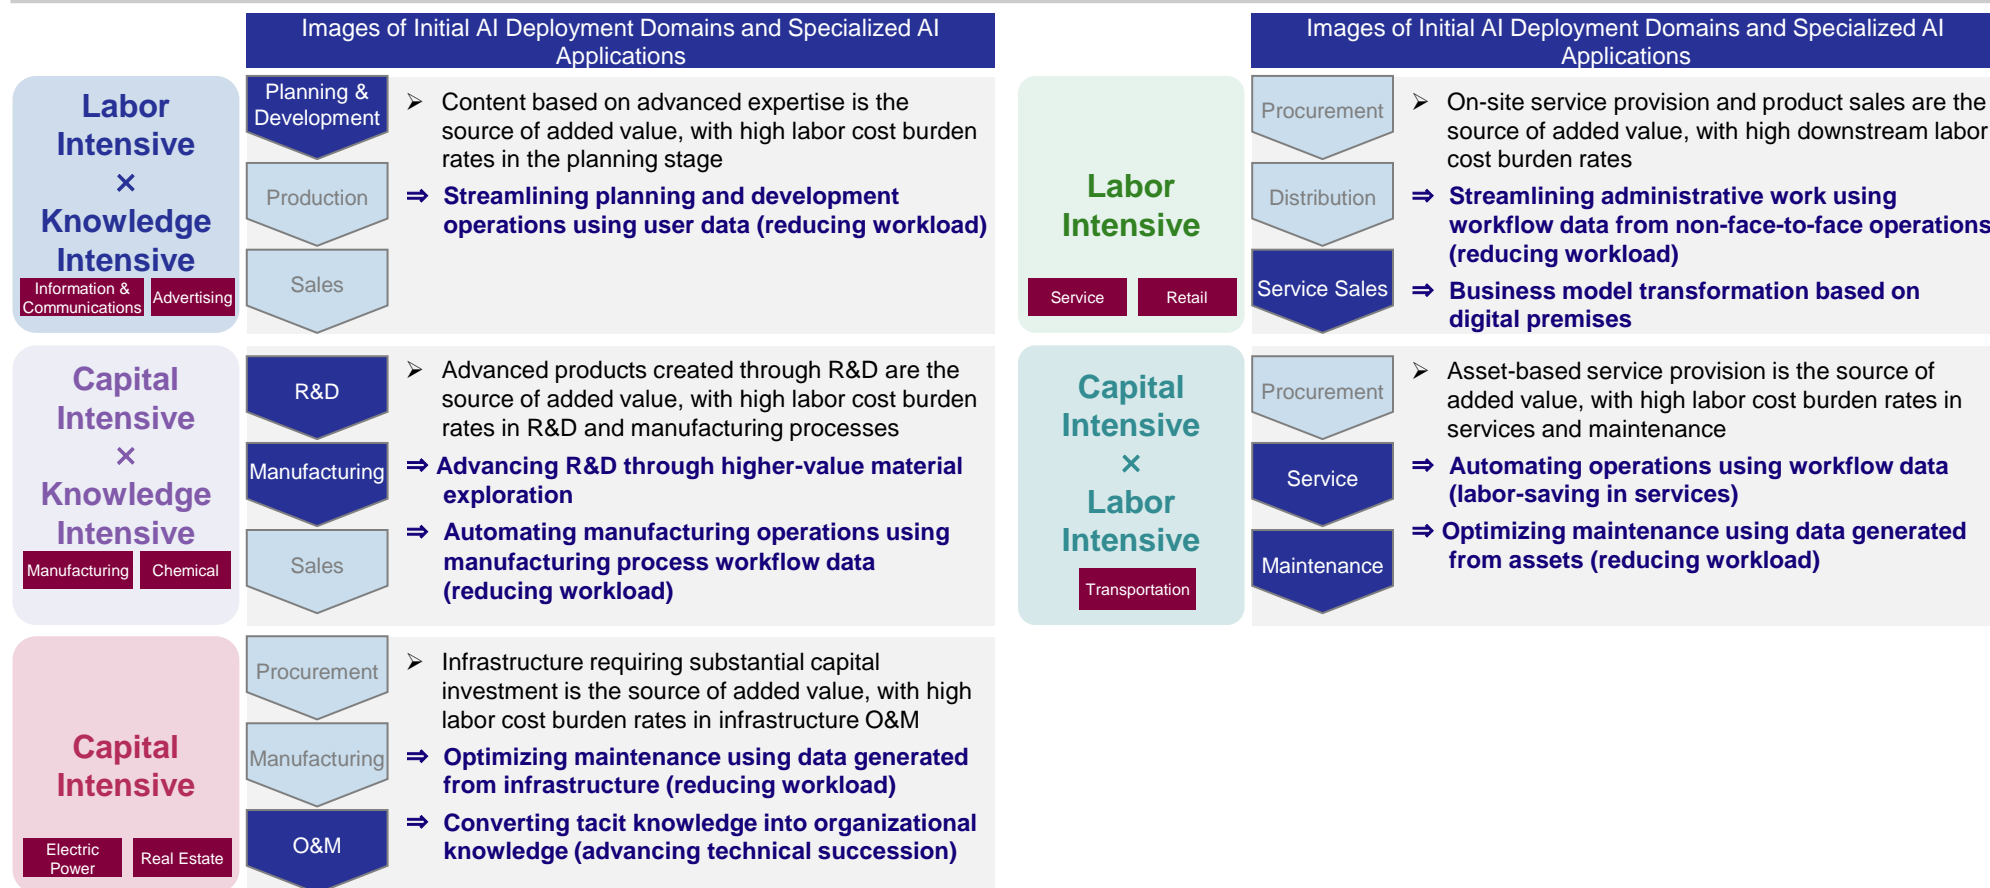 Images of Initial AI Deployment Domains and Specialized AI
Applications
Labor
Intensive
×
Knowledge
Intensive
Information &
Communications
Advertising
Planning &
Development
Production
Sales
➢ Content based on advanced expertise is the
source of added value, with high labor cost burden
rates in the planning stage
⇒ Streamlining planning and development
operations using user data (reducing workload)
Capital
Intensive
×
Knowledge
Intensive
Manufacturing
Chemical
R&D
Manufacturing
Sales
➢ Advanced products created through R&D are the
source of added value, with high labor cost burden
rates in R&D and manufacturing processes
⇒ Advancing R&D through higher-value material
exploration
⇒ Automating manufacturing operations using
manufacturing process workflow data
(reducing workload)
Capital
Intensive
Electric
Power
Real Estate
Procurement
Manufacturing
O&M
➢ Infrastructure requiring substantial capital
investment is the source of added value, with high
labor cost burden rates in infrastructure O&M
⇒ Optimizing maintenance using data generated
from infrastructure (reducing workload)
⇒ Converting tacit knowledge into organizational
knowledge (advancing technical succession)
Images of Initial AI Deployment Domains and Specialized AI
Applications
Labor
Intensive
Service
Retail
Procurement
Distribution
Service Sales
➢ On-site service provision and product sales are the
source of added value, with high downstream labor
cost burden rates
⇒ Streamlining administrative work using
workflow data from non-face-to-face operations
(reducing workload)
⇒ Business model transformation based on
digital premises
Capital
Intensive
×
Labor
Intensive
Transportation
Procurement
Service
Maintenance
➢ Asset-based service provision is the source of
added value, with high labor cost burden rates in
services and maintenance
⇒ Automating operations using workflow data
(labor-saving in services)
⇒ Optimizing maintenance using data generated
from assets (reducing workload)